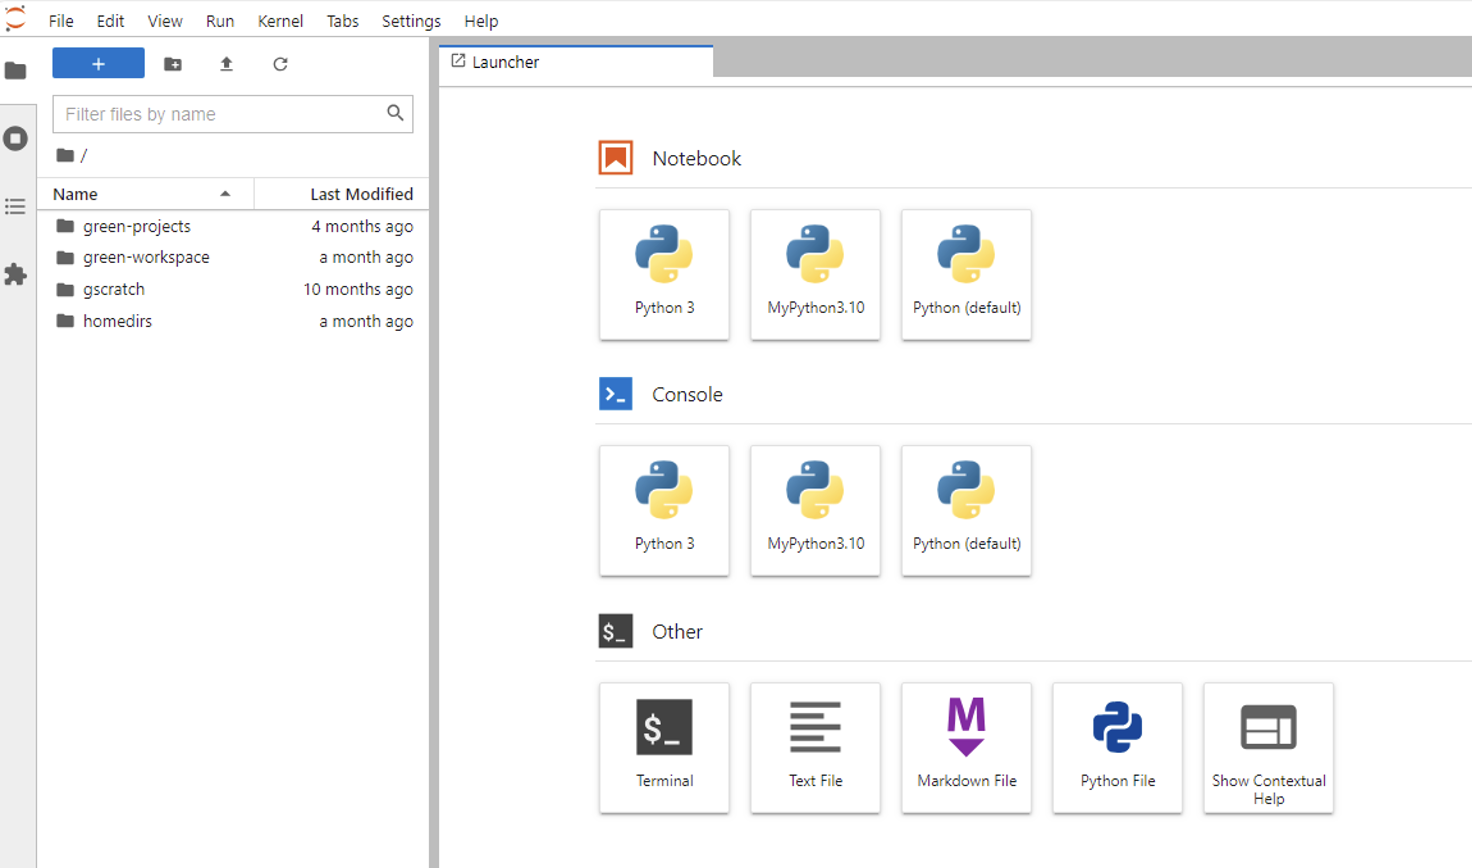 File Edit View Run Kernel Tabs Settings Help
+
Filter files by name
/
Name Last Modified
green-projects 4 months ago
green-workspace a month ago
gscratch 10 months ago
homedirs a month ago
Launcher
Notebook
Python 3 MyPython3.10 Python (default)
Console
Python 3 MyPython3.10 Python (default)
$_ Other
$_ M
Terminal Text File Markdown File Python File Show Contextual
Help